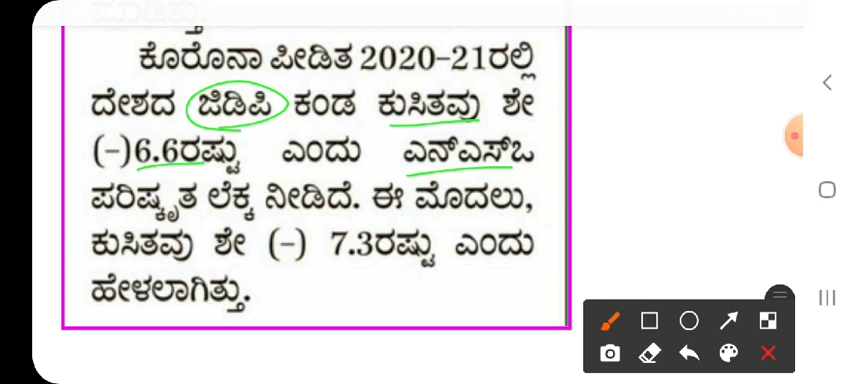 ಕೊರೊನಾ ಪೀಡಿತ 2020-21ರಲ್ಲಿ
ದೇಶದ ಜಿಡಿಪಿ ಕಂಡ ಕುಸಿತವು ಶೇ
(-)6.6ರಷ್ಟು ಎಂದು ಎನ್‌ಎಸ್‌ಒ
ಪರಿಷ್ಕೃತ ಲೆಕ್ಕ ನೀಡಿದೆ. ಈ ಮೊದಲು,
ಕುಸಿತವು ಶೇ (-) 7.3ರಷ್ಟು ಎಂದು
ಹೇಳಲಾಗಿತ್ತು.